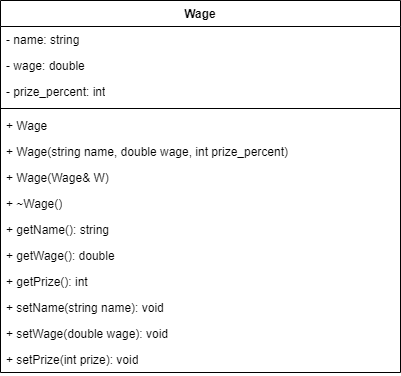 Wage
- name: string
- wage: double
- prize_percent: int
+ Wage
+ Wage(string name, double wage, int prize_percent)
+ Wage(Wage& W)
+ ~Wage()
+ getName(): string
+ getWage(): double
+ getPrize(): int
+ setName(string name): void
+ setWage(double wage): void
+ setPrize(int prize): void